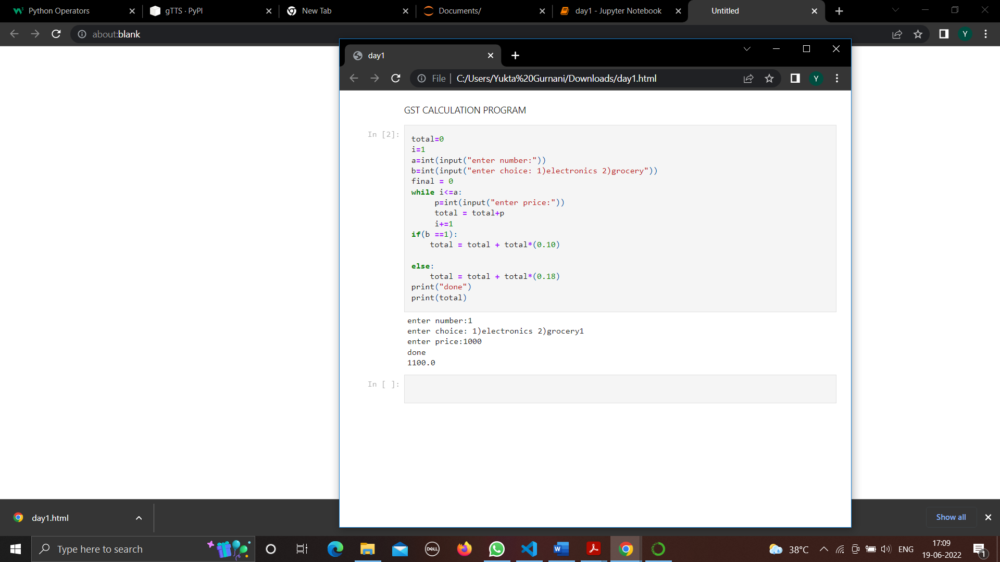 Python Operators
gTTS · PyPI
New Tab
Documents/
day1 - Jupyter Notebook
Untitled
about:blank
Y
day1
File | C:/Users/Yukta%20Gurnani/Downloads/day1.html
Y
GST CALCULATION PROGRAM
In [2]:
total=0
i=1
a=int(input("enter number:"))
b=int(input("enter choice: 1)electronics 2)grocery"))
final = 0
while i<=a:
     p=int(input("enter price:"))
     total = total+p
     i+=1
if(b ==1):
    total = total + total*(0.10)
else:
    total = total + total*(0.18)
print("done")
print(total)
enter number:1
enter choice: 1)electronics 2)grocery1
enter price:1000
done
1100.0
In [ ]:
day1.html
Show all
Type here to search
DELL
W
38°C
ENG
17:09
19-06-2022
1